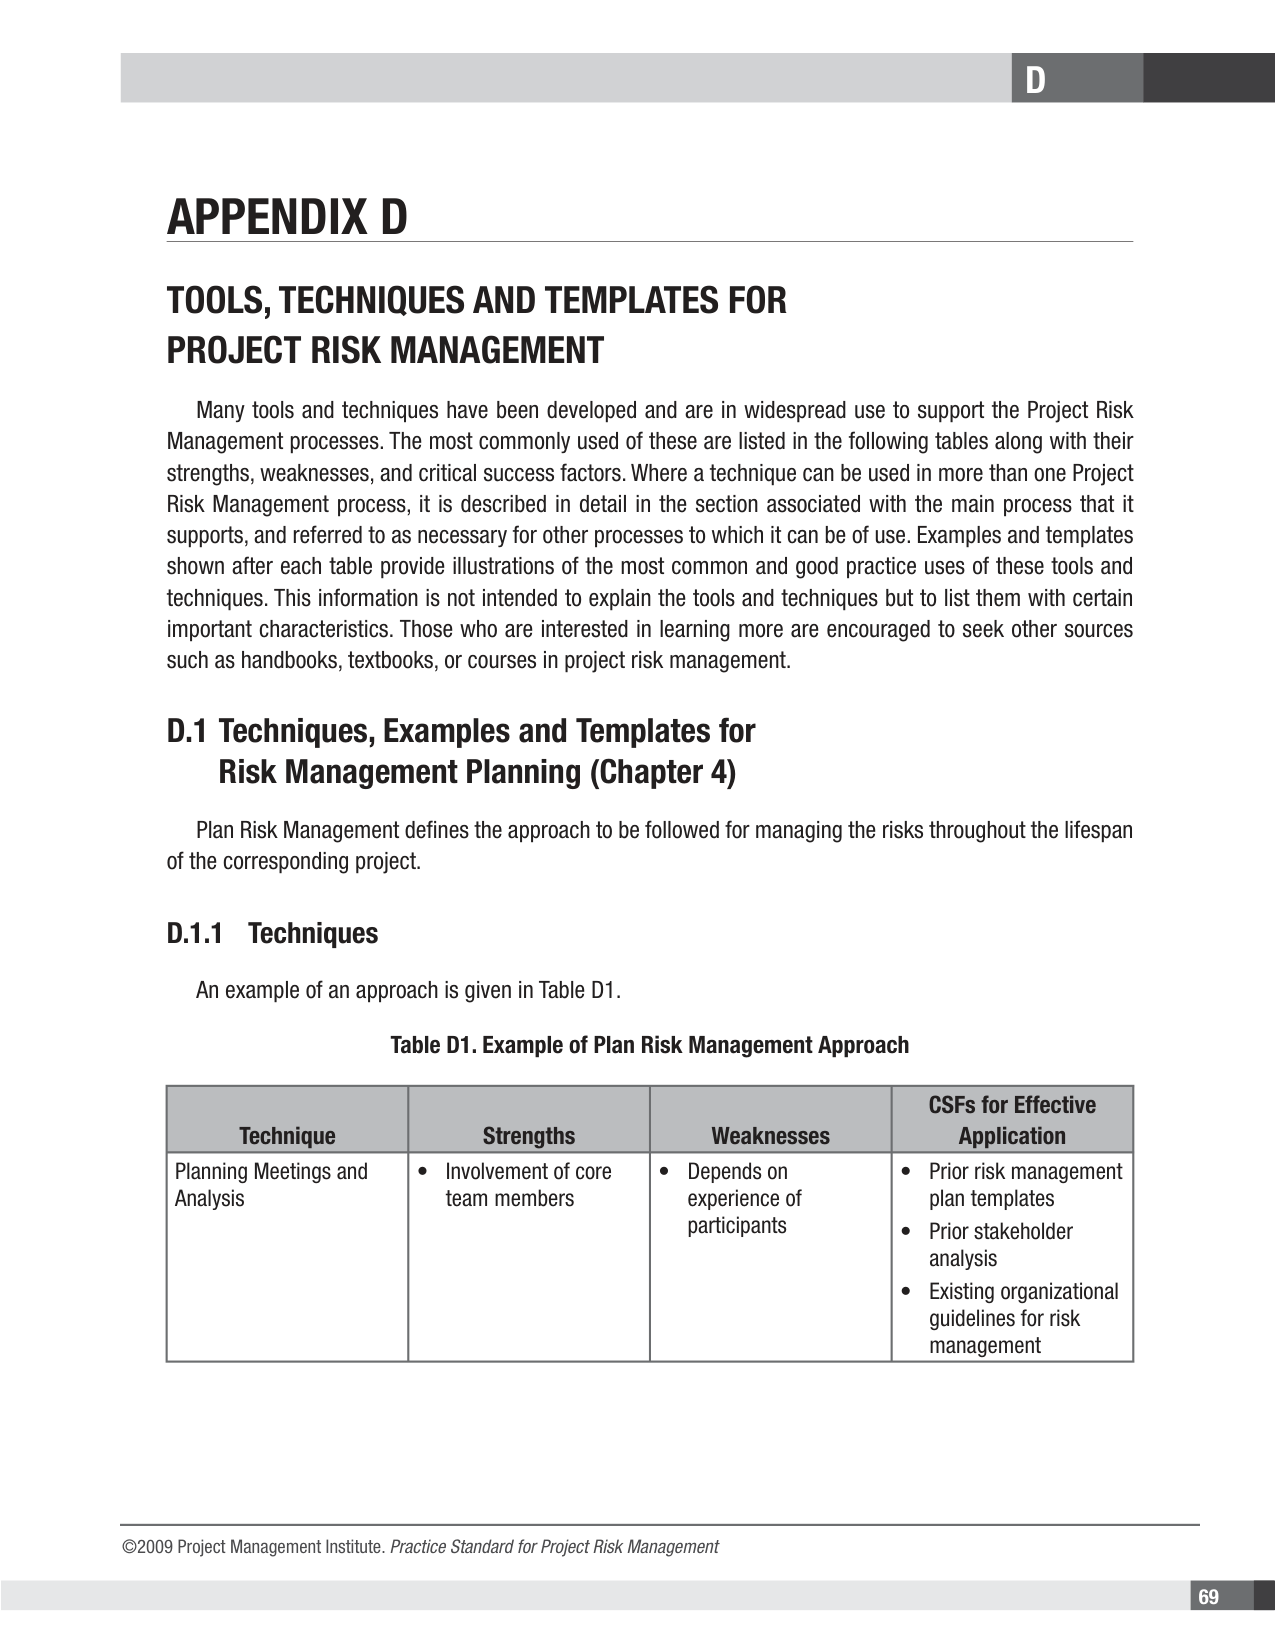 D
APPENDIX D
TOOLS, TECHNIQUES AND TEMPLATES FOR
PROJECT RISK MANAGEMENT
Many tools and techniques have been developed and are in widespread use to support the Project Risk
Management processes. The most commonly used of these are listed in the following tables along with their
strengths, weaknesses, and critical success factors. Where a technique can be used in more than one Project
Risk Management process, it is described in detail in the section associated with the main process that it
supports, and referred to as necessary for other processes to which it can be of use. Examples and templates
shown after each table provide illustrations of the most common and good practice uses of these tools and
techniques. This information is not intended to explain the tools and techniques but to list them with certain
important characteristics. Those who are interested in learning more are encouraged to seek other sources
such as handbooks, textbooks, or courses in project risk management.
D.1 Techniques, Examples and Templates for
Risk Management Planning (Chapter 4)
Plan Risk Management defines the approach to be followed for managing the risks throughout the lifespan
of the corresponding project.
D.1.1 Techniques
An example of an approach is given in Table D1.
Table D1. Example of Plan Risk Management Approach
Technique
Strengths
Weaknesses
CSFs for Effective
Application
Planning Meetings and
Analysis
• Involvement of core
team members
• Depends on
experience of
participants
• Prior risk management
plan templates
• Prior stakeholder
analysis
• Existing organizational
guidelines for risk
management
©2009 Project Management Institute. Practice Standard for Project Risk Management
69